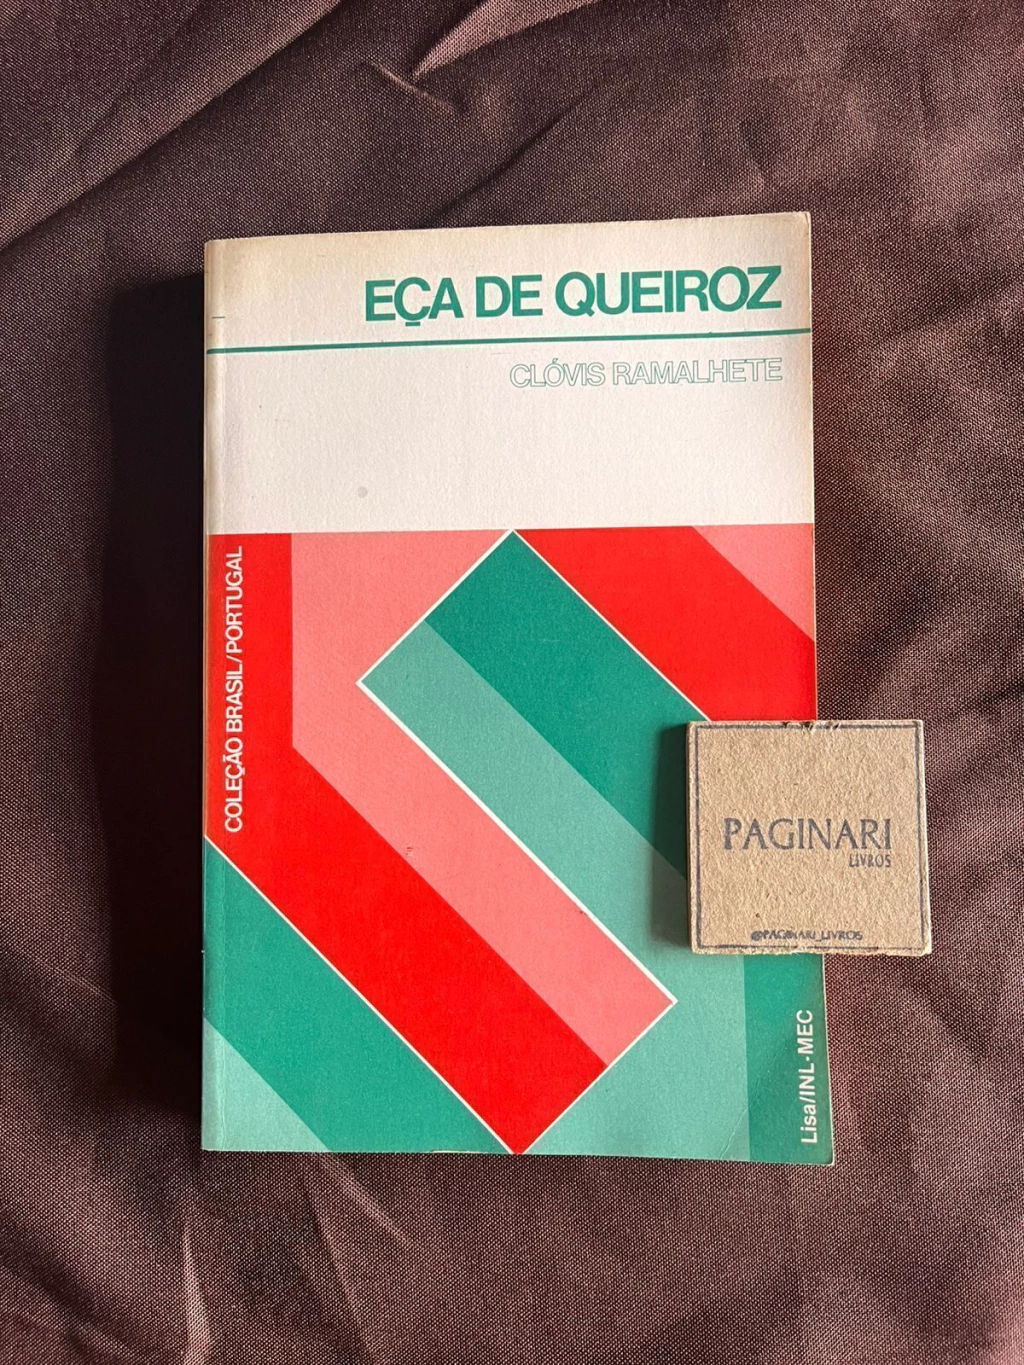 EÇA DE QUEIROZ
CLÓVIS RAMALHETE
COLEÇÃO BRASIL/PORTUGAL
PAGINARI
LIVROS
@PAGINARI_LIVROS
Lisa/INL-MEC